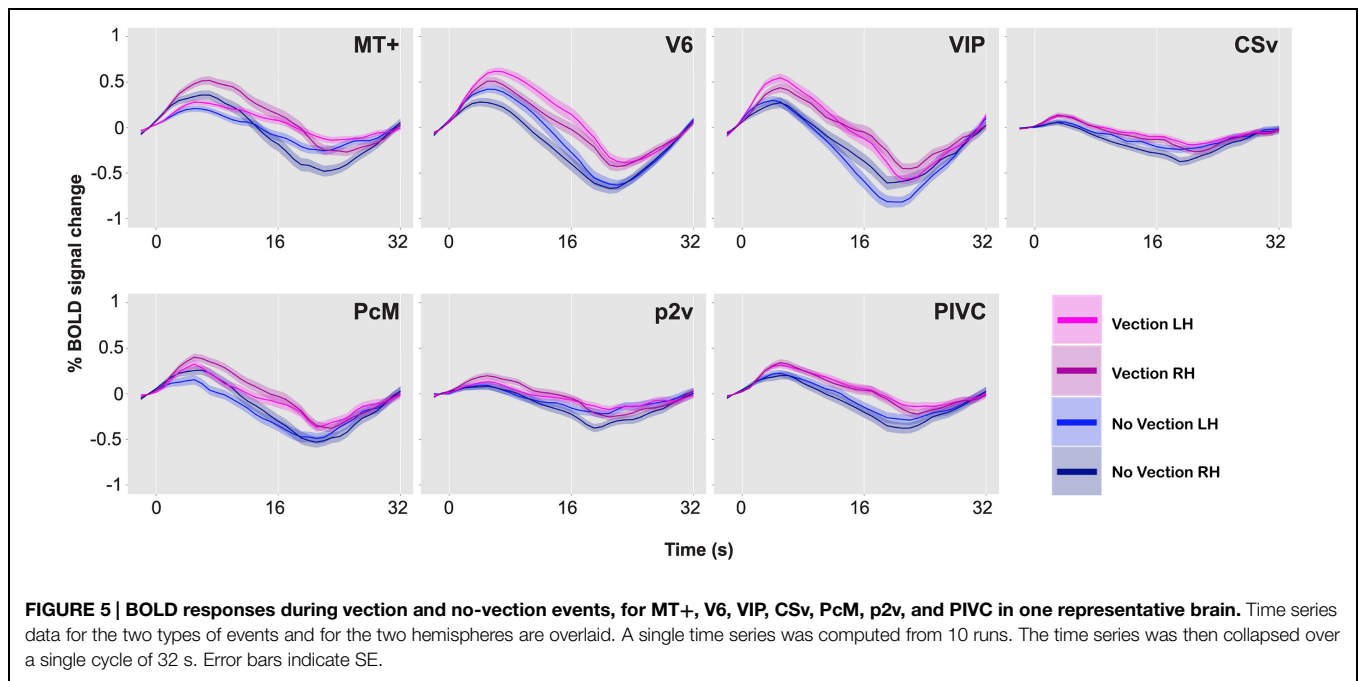 MT+
V6
VIP
CSv
1
0.5
0
-0.5
-1
0 16 32
0 16 32
0 16 32
0 16 32
% BOLD signal change
PcM
p2v
PIVC
1
0.5
0
-0.5
-1
0 16 32
0 16 32
0 16 32
Vection LH
Vection RH
No Vection LH
No Vection RH
Time (s)
FIGURE 5 | BOLD responses during vection and no-vection events, for MT+, V6, VIP, CSv, PcM, p2v, and PIVC in one representative brain. Time series
data for the two types of events and for the two hemispheres are overlaid. A single time series was computed from 10 runs. The time series was then collapsed over
a single cycle of 32 s. Error bars indicate SE.